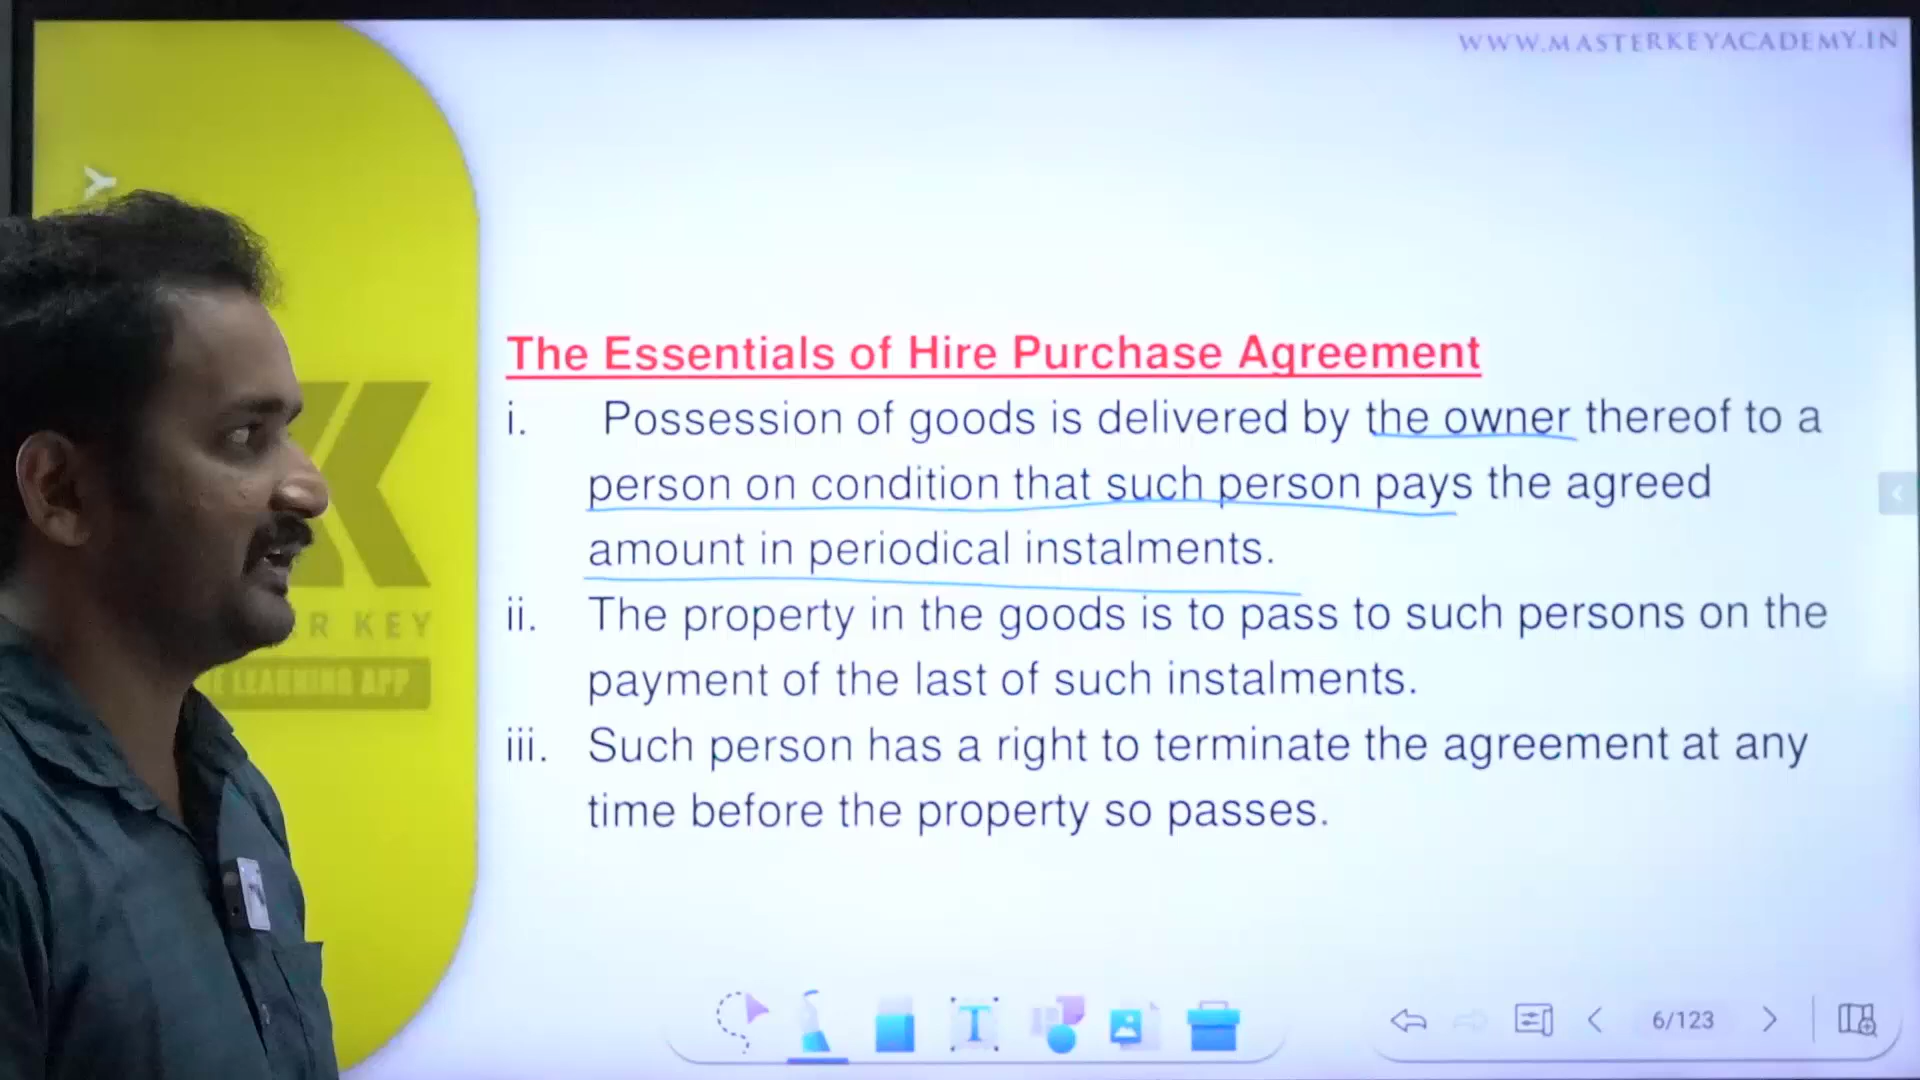 WWW.MASTERKEYACADEMY.IN
The Essentials of Hire Purchase Agreement
i. Possession of goods is delivered by the owner thereof to a
person on condition that such person pays the agreed
amount in periodical instalments.
ii. The property in the goods is to pass to such persons on the
payment of the last of such instalments.
iii. Such person has a right to terminate the agreement at any
time before the property so passes.
R KEY
LEARNING APP
T
6/123